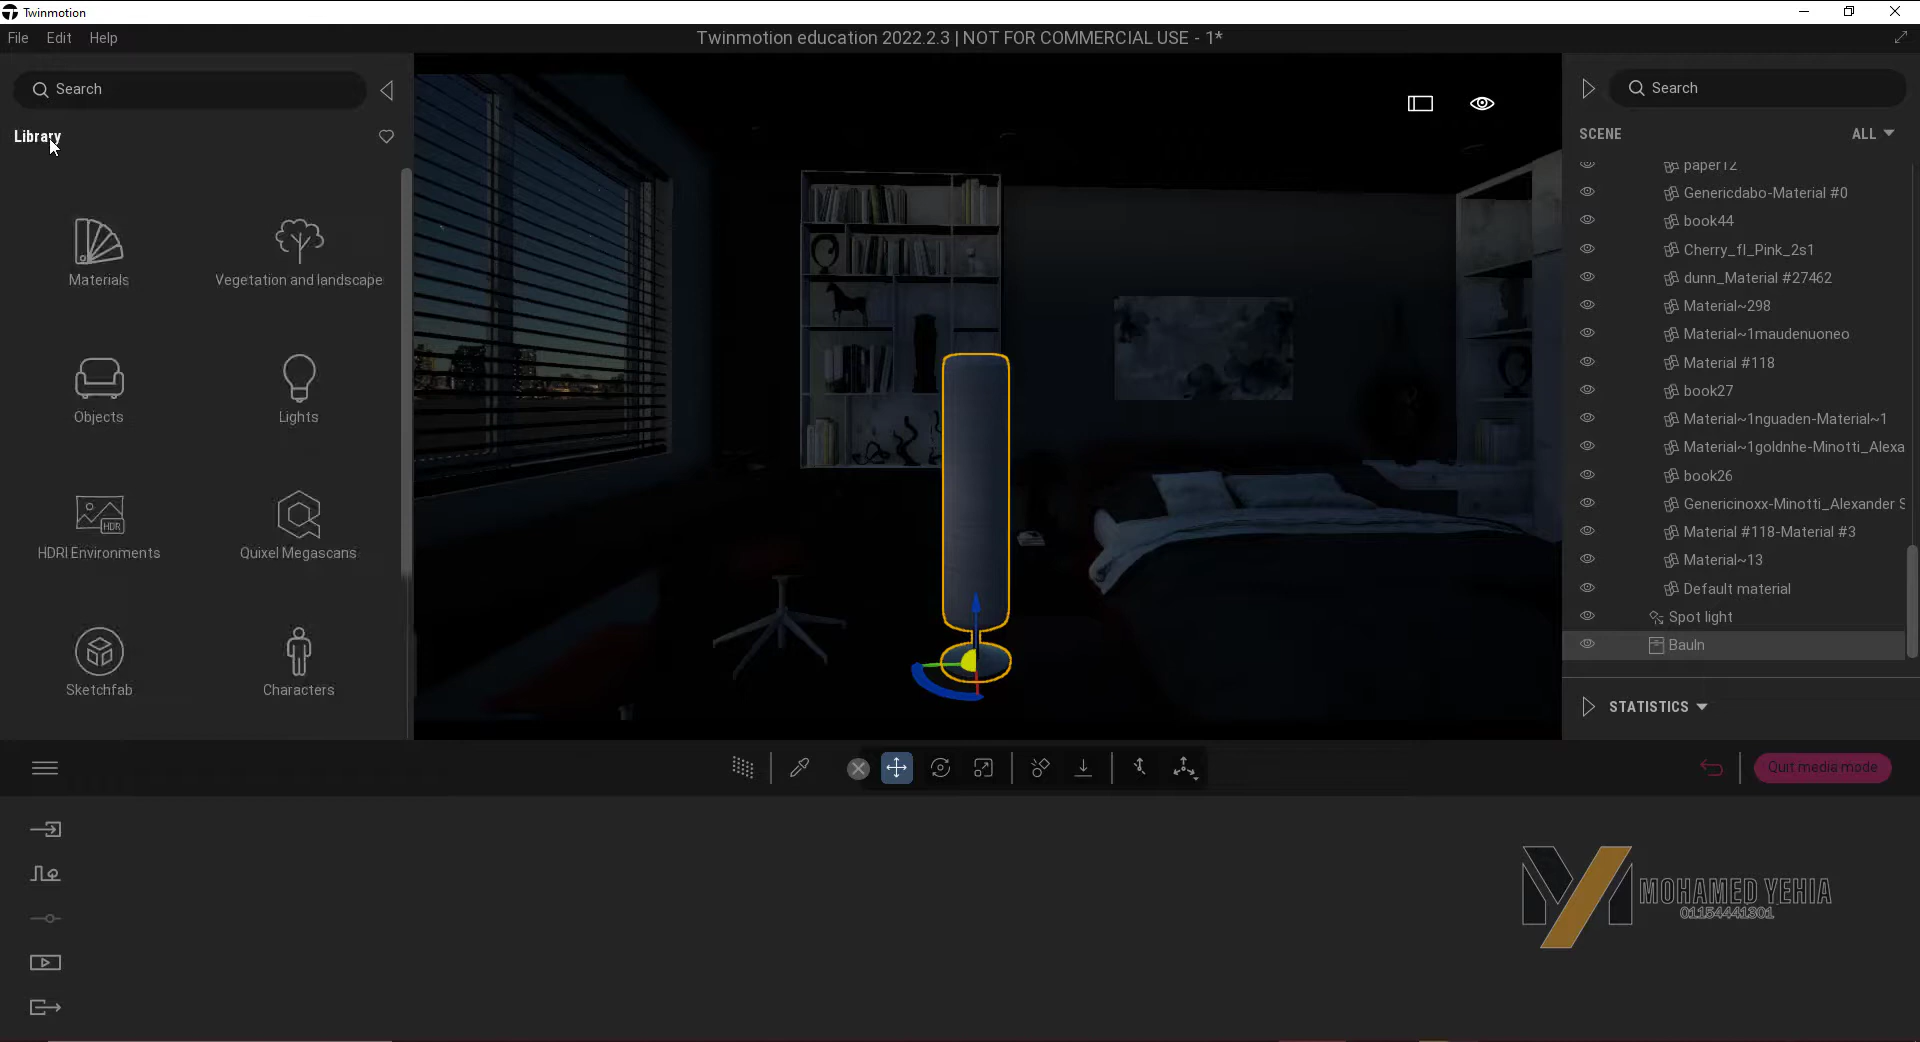 Twinmotion
File Edit Help
Twinmotion education 2022.2.3 | NOT FOR COMMERCIAL USE - 1*
Search
Library
Materials
Vegetation and landscape
Objects
Lights
HDR
HDRI Environments
Quixel Megascans
Sketchfab
Characters
Search
SCENE
ALL
paper12
Genericdabo-Material #0
book44
Cherry_fl_Pink_2s1
dunn_Material #27462
Material~298
Material~1maudenuoneo
Material #118
book27
Material~1nguaden-Material~1
Material~1goldnhe-Minotti_Alexa
book26
Genericinoxx-Minotti_Alexander S
Material #118-Material #3
Material~13
Default material
Spot light
Bauln
STATISTICS
Quit media mode
MOHAMED YEHIA
01154441301